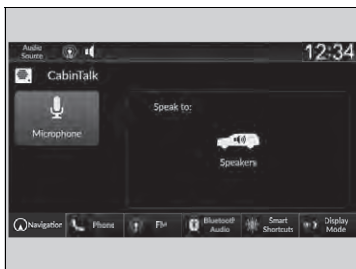 Audio
Source
12:34
CabinTalk
Speak to:
Microphone
Speakers
Navigation
Phone
FM
Bluetooth
Audio
Smart
Shortcuts
Display
Mode